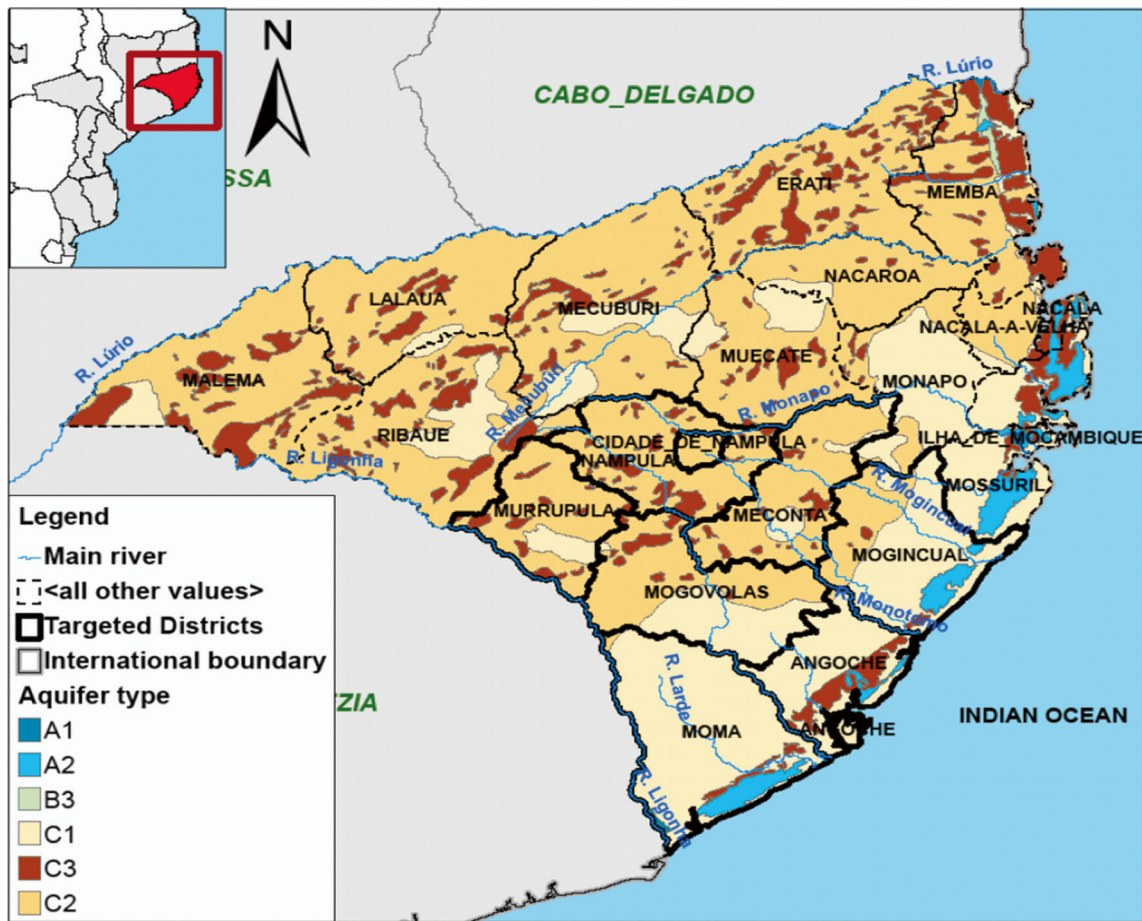 N
R. Lúrio
CABO_DELGADO
SSA
ERATI
MEMBA
LALAUA
NACAROA
MECUBURI
NACALA
NACALA-A-VELHA
R. Lúrio
MUECATE
MALEMA
MONAPO
R. Monapo
R. Mecubúri
RIBAUE
CIDADE_DE_NAMPULA
ILHA_DE_MOCAMBIQUE
R. Ligonha
NAMPULA
MOSSURIL
R. Mogincual
MURRUPULA
MECONTA
MOGINCUAL
MOGOVOLAS
R. Monotomo
ANGOCHE
R. Larde
ZIA
INDIAN OCEAN
MOMA
ANGOCHE
R. Ligonha
Legend
Main river
<all other values>
Targeted Districts
International boundary
Aquifer type
A1
A2
B3
C1
C3
C2